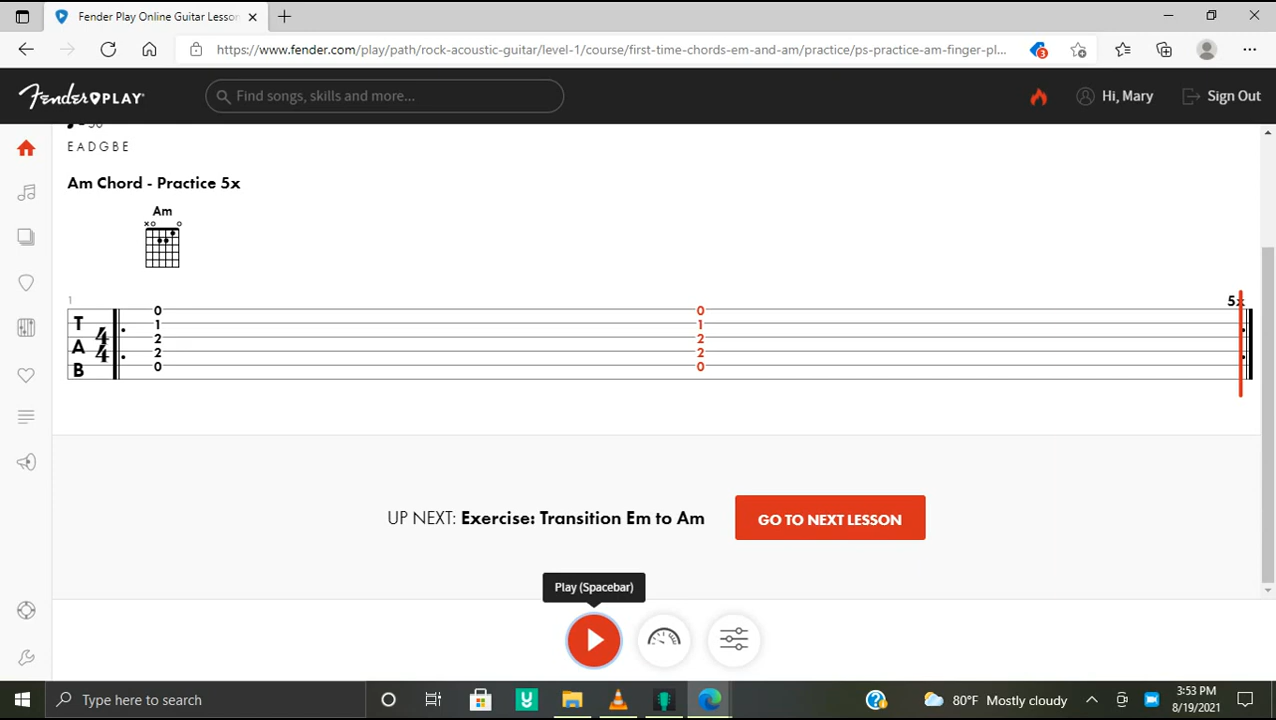 Fender Play Online Guitar Lesson
https://www.fender.com/play/path/rock-acoustic-guitar/level-1/course/first-time-chords-em-and-am/practice/ps-practice-am-finger-pl...
3
Fender PLAY
Find songs, skills and more...
Hi, Mary
Sign Out
E A D G B E
Am Chord - Practice 5x
Am
x o o
1
5x
T A B
4 4
0 0
1 1
2 2
2 2
0 0
UP NEXT: Exercise: Transition Em to Am
GO TO NEXT LESSON
Play (Spacebar)
Type here to search
80°F Mostly cloudy
3:53 PM
8/19/2021